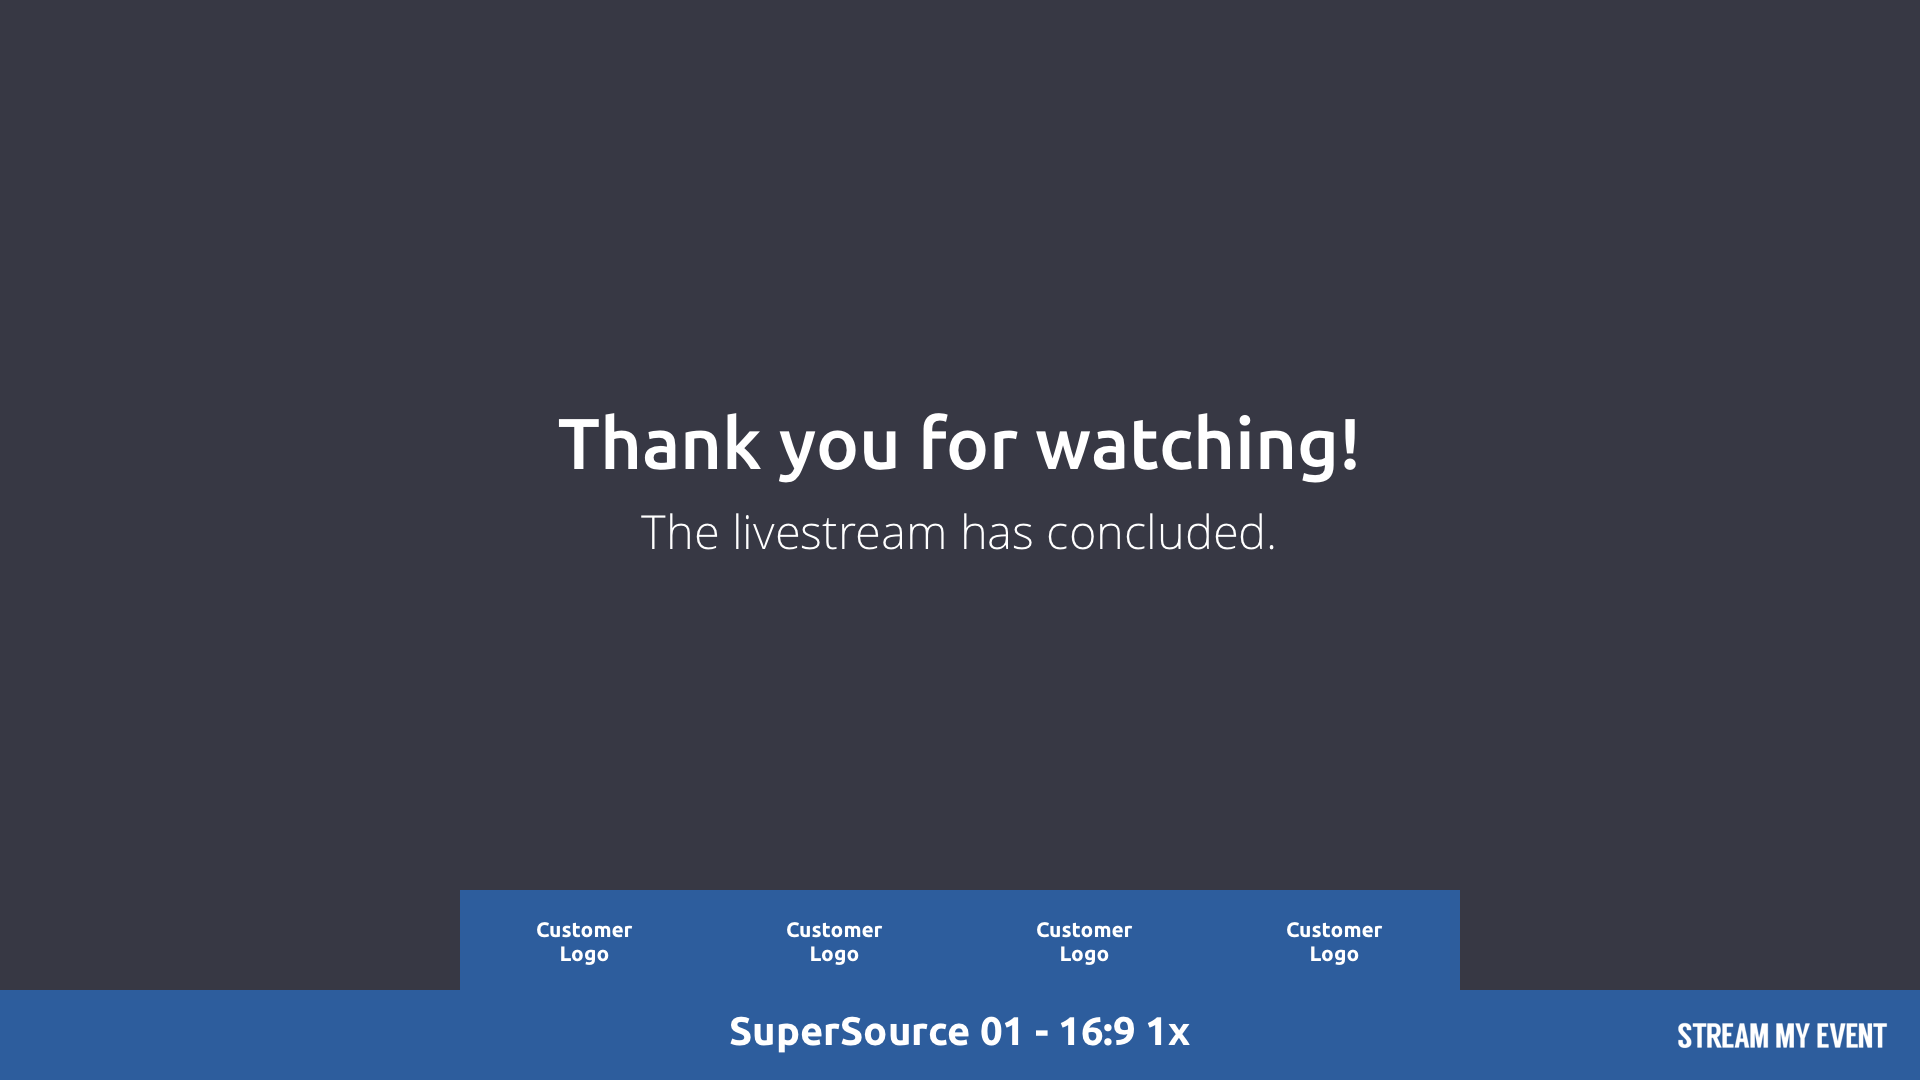 Thank you for watching!
The livestream has concluded.
Customer
Logo
Customer
Logo
Customer
Logo
Customer
Logo
SuperSource 01 - 16:9 1x
STREAM MY EVENT